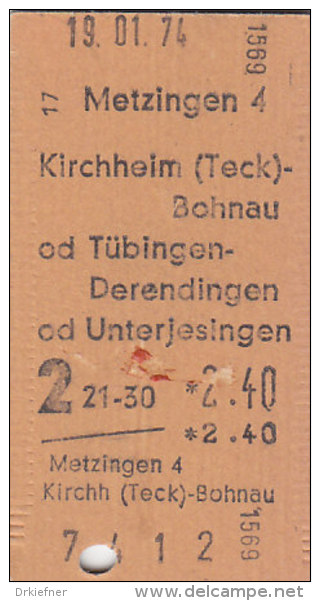 19. 01. 74
1569
17 Metzingen 4
Kirchheim (Teck)-
Bohnau
od Tübingen-
Derendingen
od Unterjesingen
2 21-30 *2.40
*2.40
Metzingen 4
Kirchh (Teck)-Bohnau
7 4 1 2
1569
Drkiefner
delcampe.net